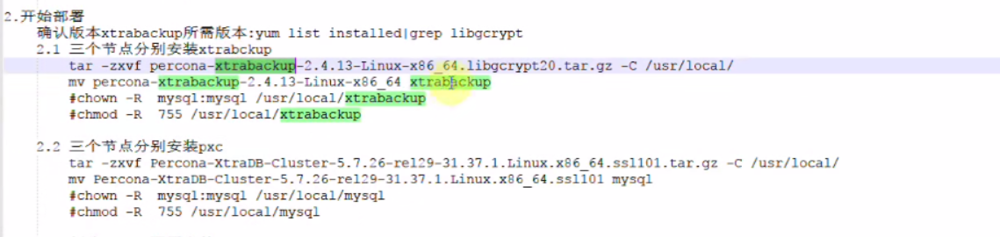 2.开始部署
确认版本xtrabackup所需版本:yum list installed|grep libgcrypt
2.1 三个节点分别安装xtrabckup
tar -zxvf percona-xtrabackup-2.4.13-Linux-x86_64.libgcrypt20.tar.gz -C /usr/local/
mv percona-xtrabackup-2.4.13-Linux-x86_64 xtrabackup
#chown -R mysql:mysql /usr/local/xtrabackup
#chmod -R 755 /usr/local/xtrabackup
2.2 三个节点分别安装pxc
tar -zxvf Percona-XtraDB-Cluster-5.7.26-rel29-31.37.1.Linux.x86_64.ssl101.tar.gz -C /usr/local/
mv Percona-XtraDB-Cluster-5.7.26-rel29-31.37.1.Linux.x86_64.ssl101 mysql
#chown -R mysql:mysql /usr/local/mysql
#chmod -R 755 /usr/local/mysql